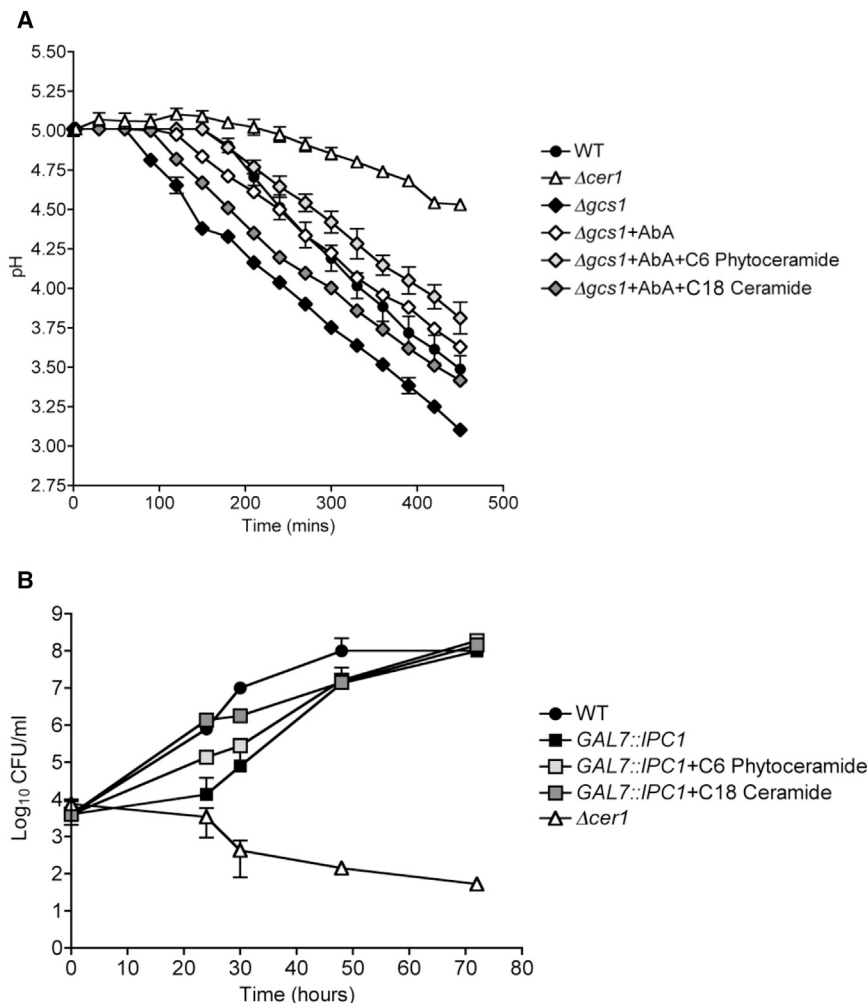 A
5.50
5.25
5.00
4.75
4.50
4.25
4.00
3.75
3.50
3.25
3.00
2.75
pH
0
100
200
300
400
500
Time (mins)
WT
Δcer1
Δgcs1
Δgcs1+AbA
Δgcs1+AbA+C6 Phytoceramide
Δgcs1+AbA+C18 Ceramide
B
9
8
7
6
5
4
3
2
1
0
Log₁₀ CFU/ml
0
10
20
30
40
50
60
70
80
Time (hours)
WT
GAL7::IPC1
GAL7::IPC1+C6 Phytoceramide
GAL7::IPC1+C18 Ceramide
Δcer1